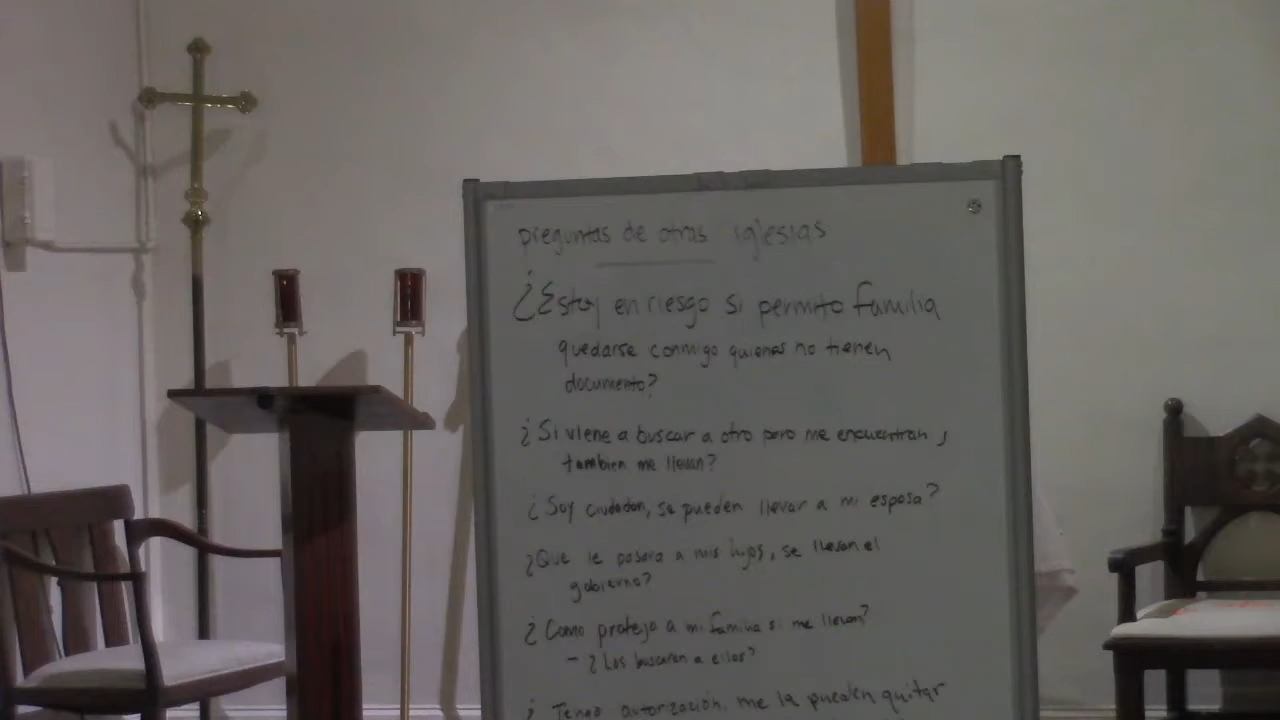 preguntas de otras iglesias
¿Estoy en riesgo si permito familia
quedarse conmigo quienes no tienen
documento?
¿Si viene a buscar a otro pero me encuentran,
tambien me llevan?
¿Soy ciudadan, se pueden llevar a mi esposa?
¿Que le pasara a mis hijos, se llevan el
gobierno?
¿Como protejo a mi familia si me llevan?
- ¿Los buscaran a ellos?
¿Tengo autorización, me la pueden quitar